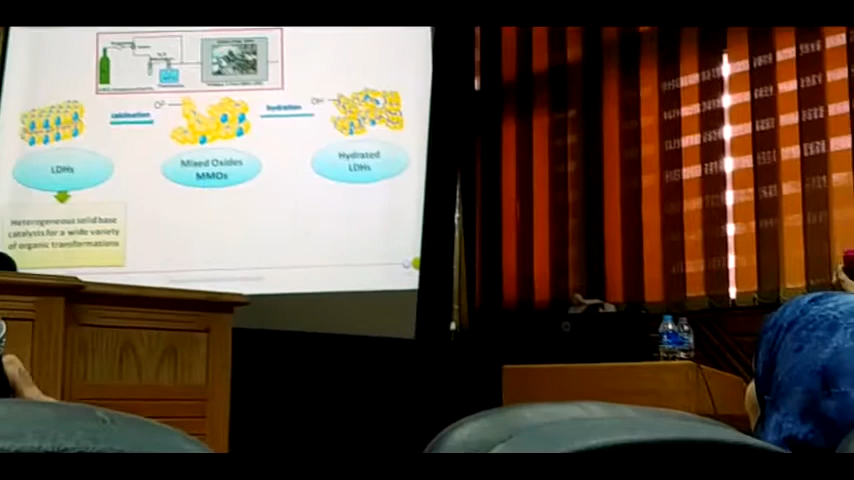 calcination
hydration
OH
LDHs
Mixed Oxides
MMOs
Hydrated
LDHs
Heterogeneous solid base
catalysts for a wide variety
of organic transformations